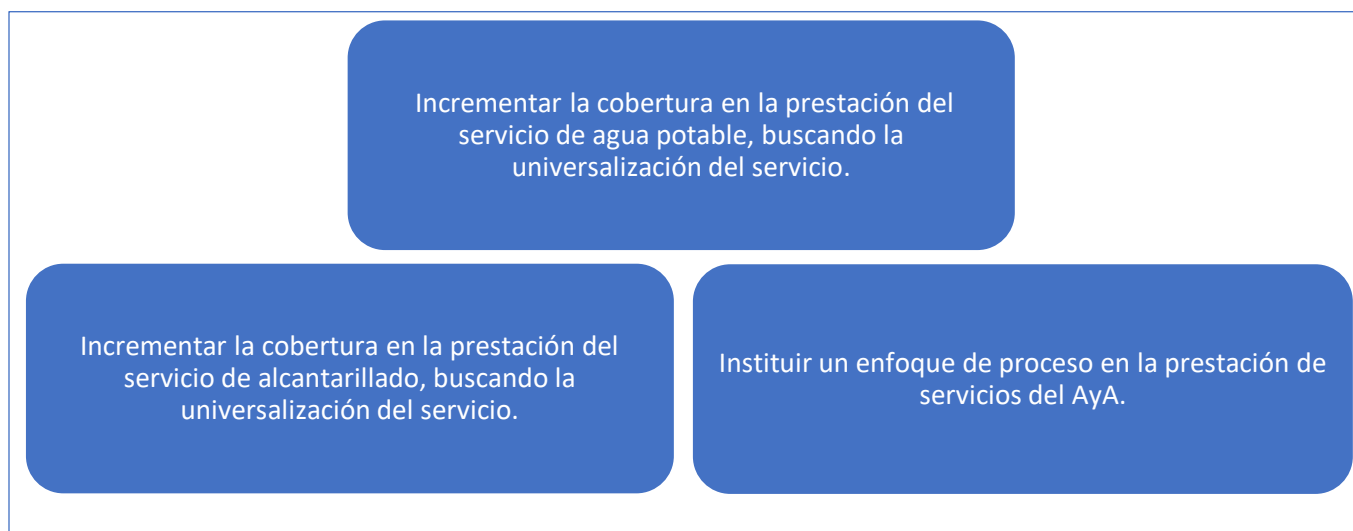 Incrementar la cobertura en la prestación del
servicio de agua potable, buscando la
universalización del servicio.
Incrementar la cobertura en la prestación del
servicio de alcantarillado, buscando la
universalización del servicio.
Instituir un enfoque de proceso en la prestación de
servicios del AyA.